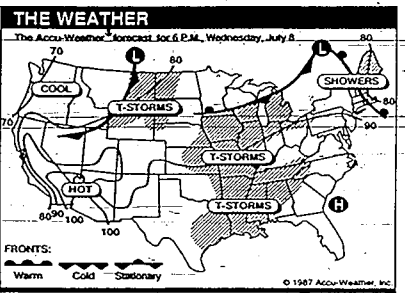 THE WEATHER
The Accu-Weather forecast for 6 P.M., Wednesday, July 8
70
L
80
L
80
COOL
T-STORMS
SHOWERS
80
70
90
T-STORMS
HOT
T-STORMS
H
80 90 100 100
FRONTS:
Warm Cold Stationary
© 1987 Accu-Weather, Inc.